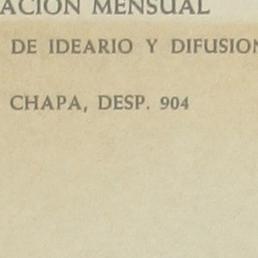 ACION MENSUAL
DE IDEARIO Y DIFUSION
CHAPA, DESP. 904